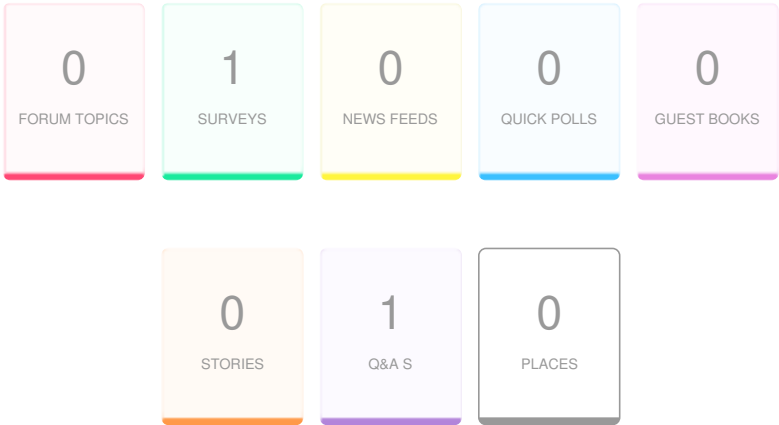 0 1 0 0 0
FORUM TOPICS SURVEYS NEWS FEEDS QUICK POLLS GUEST BOOKS
0 1 0
STORIES Q&A S PLACES